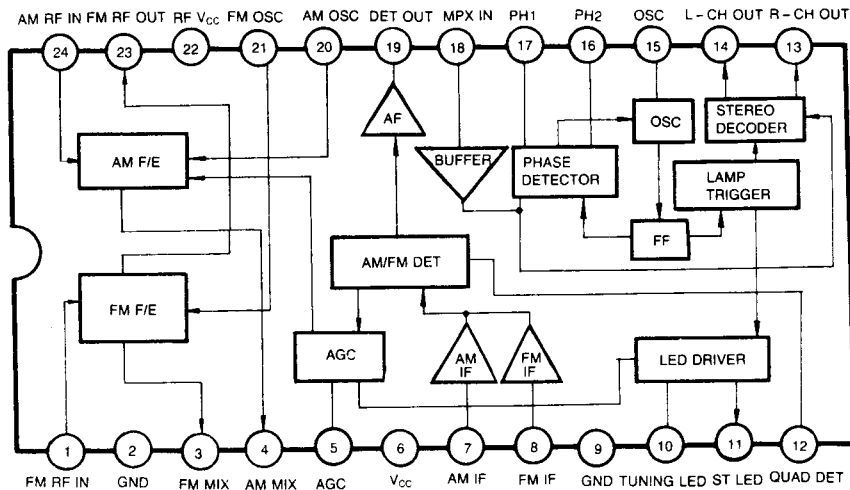 AM RF IN FM RF OUT RF VCC FM OSC AM OSC DET OUT MPX IN PH1 PH2 OSC L-CH OUT R-CH OUT
24 23 22 21 20 19 18 17 16 15 14 13
AF
OSC
STEREO
DECODER
AM F/E
BUFFER
PHASE
DETECTOR
LAMP
TRIGGER
FF
AM/FM DET
FM F/E
AGC
AM
IF
FM
IF
LED DRIVER
1 2 3 4 5 6 7 8 9 10 11 12
FM RF IN GND FM MIX AM MIX AGC VCC AM IF FM IF GND TUNING LED ST LED QUAD DET